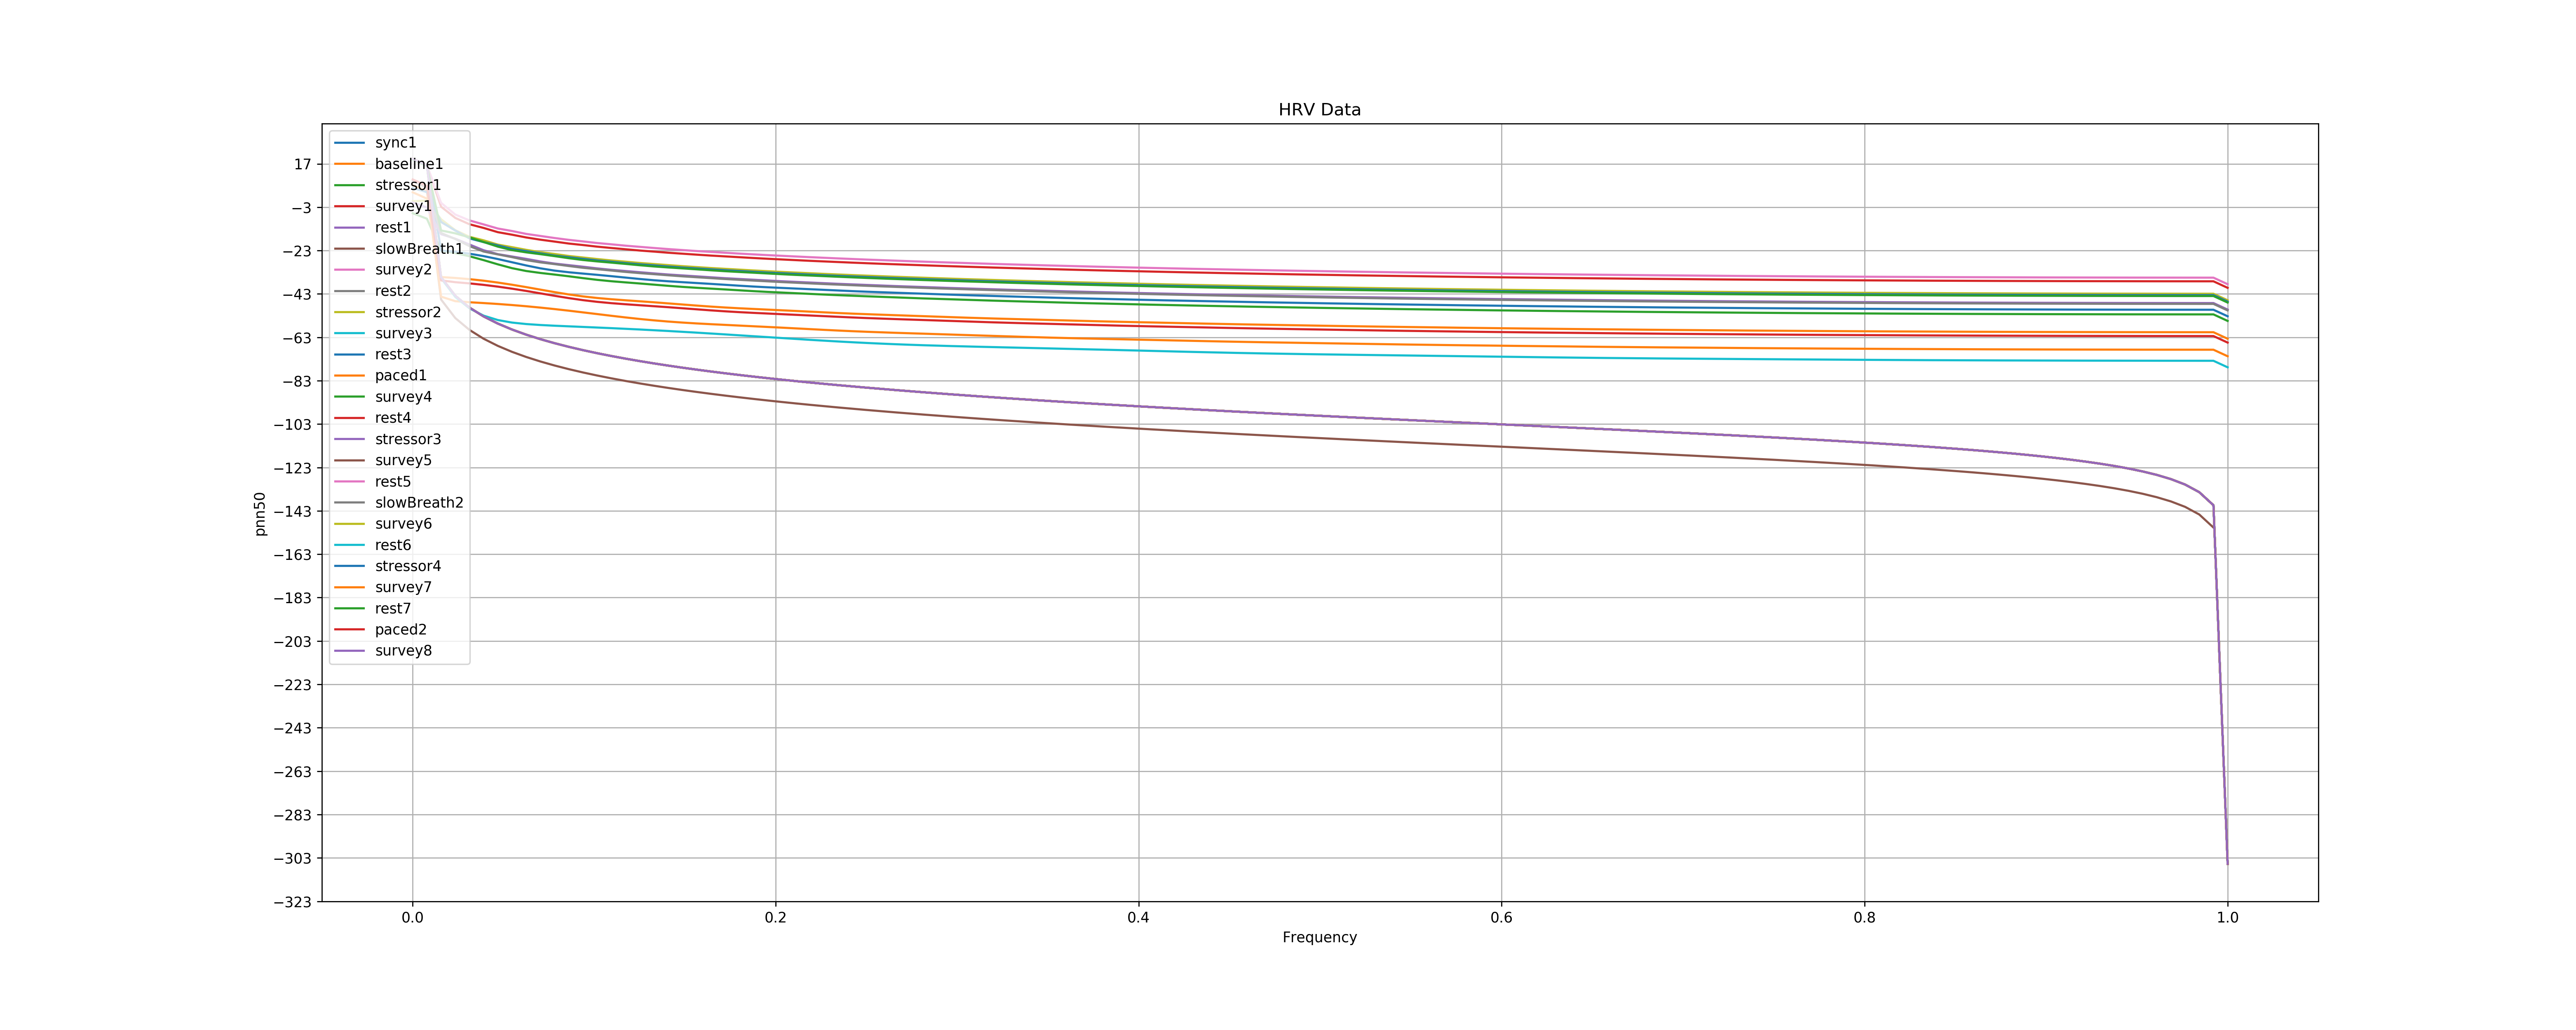 HRV Data
17
−3
−23
−43
−63
−83
−103
−123
−143
−163
−183
−203
−223
−243
−263
−283
−303
−323
pnn50
sync1
baseline1
stressor1
survey1
rest1
slowBreath1
survey2
rest2
stressor2
survey3
rest3
paced1
survey4
rest4
stressor3
survey5
rest5
slowBreath2
survey6
rest6
stressor4
survey7
rest7
paced2
survey8
0.0 0.2 0.4 0.6 0.8 1.0
Frequency